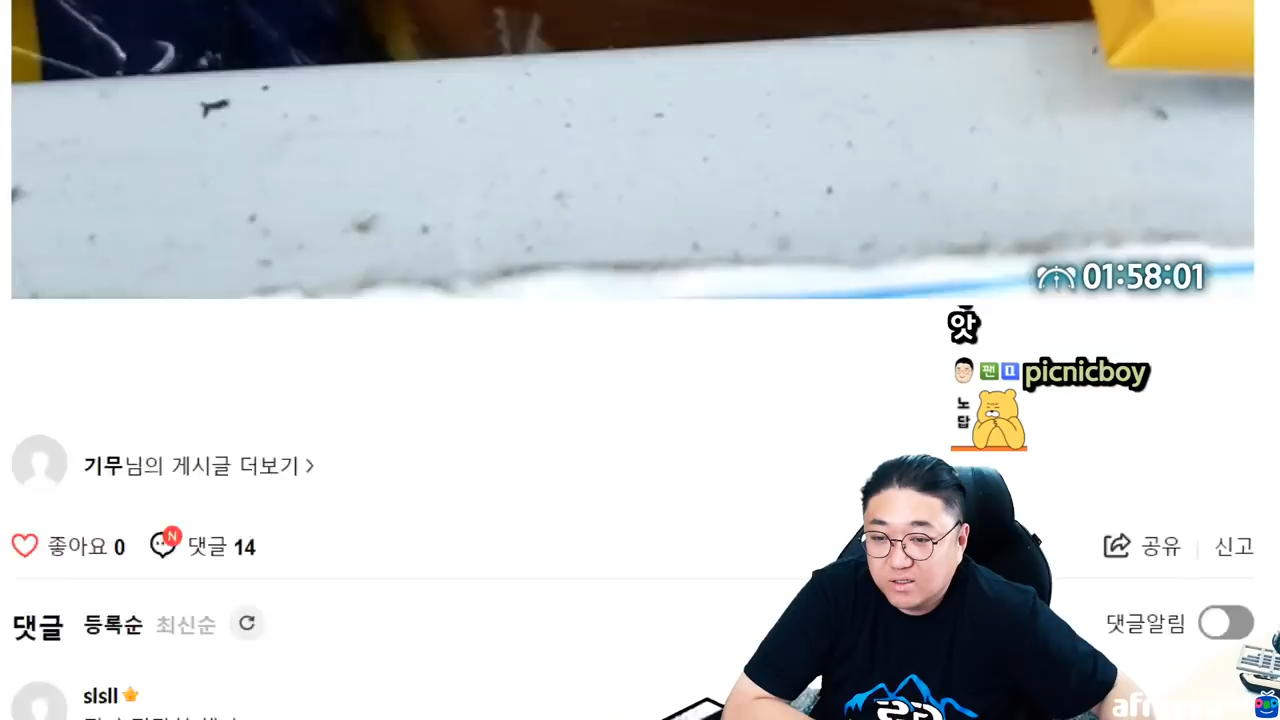 01:58:01
앗
팬 picnicboy
노
답
기무님의 게시글 더보기 >
좋아요 0 N 댓글 14
공유 신고
댓글 등록순 최신순
댓글알림
slsll